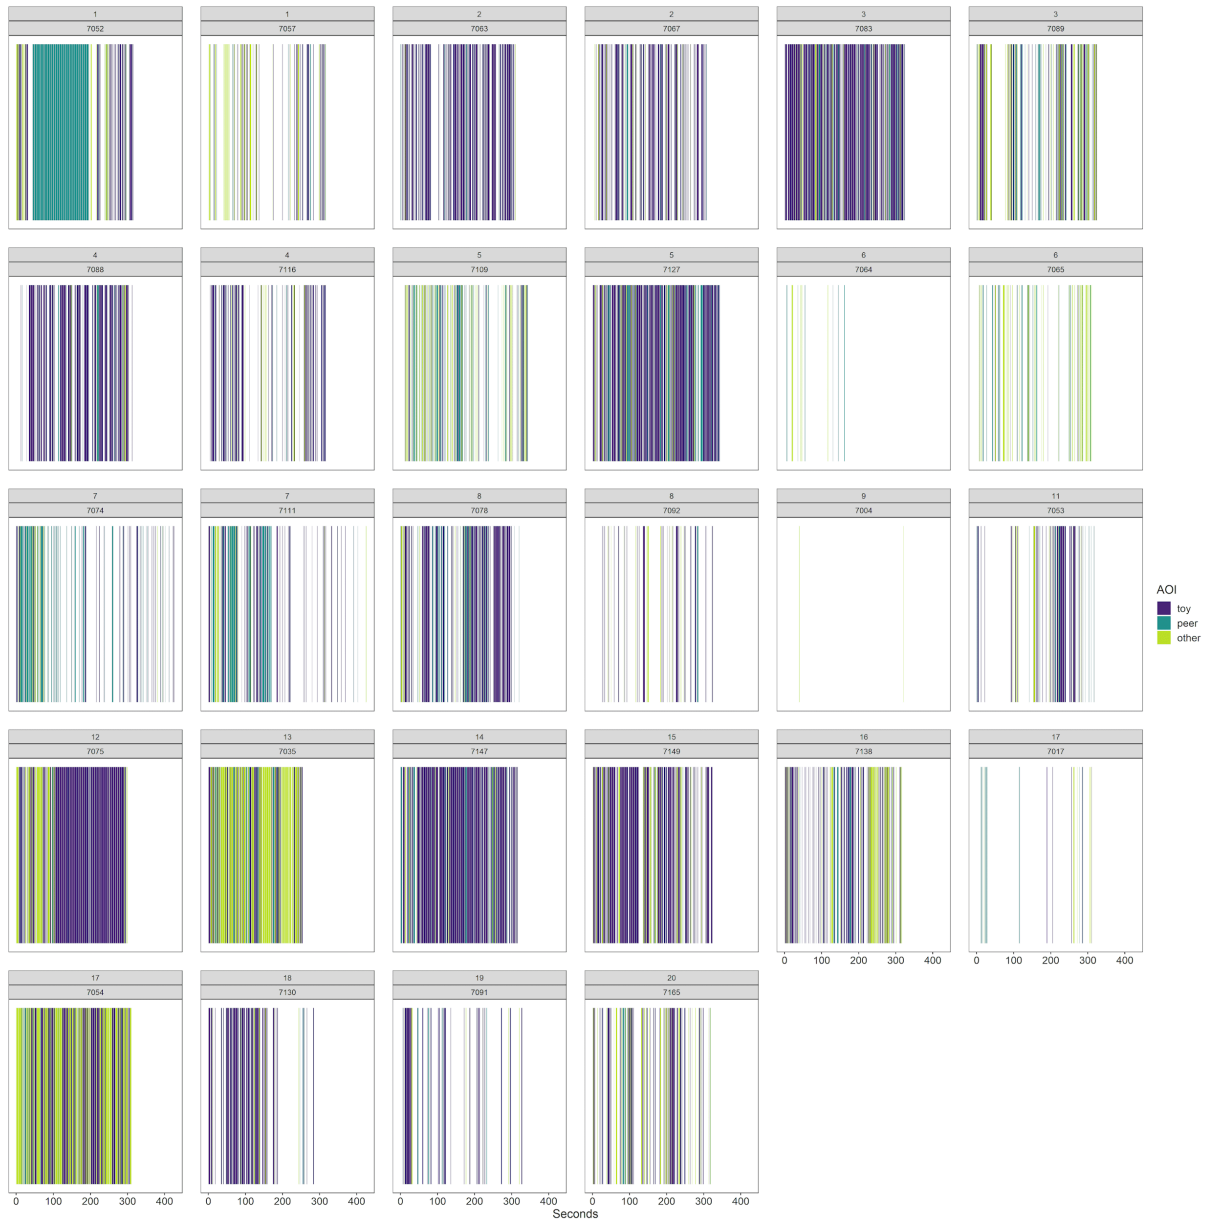 1 1 2 2 3 3
7052 7057 7063 7067 7083 7089
4 4 5 5 6 6
7088 7116 7109 7127 7064 7065
7 7 8 8 9 11
7074 7111 7078 7092 7004 7053
AOI
toy
peer
other
12 13 14 15 16 17
7075 7035 7147 7149 7138 7017
0 100 200 300 400 0 100 200 300 400
17 18 19 20
7054 7130 7091 7165
0 100 200 300 400 0 100 200 300 400 0 100 200 300 400 0 100 200 300 400
Seconds